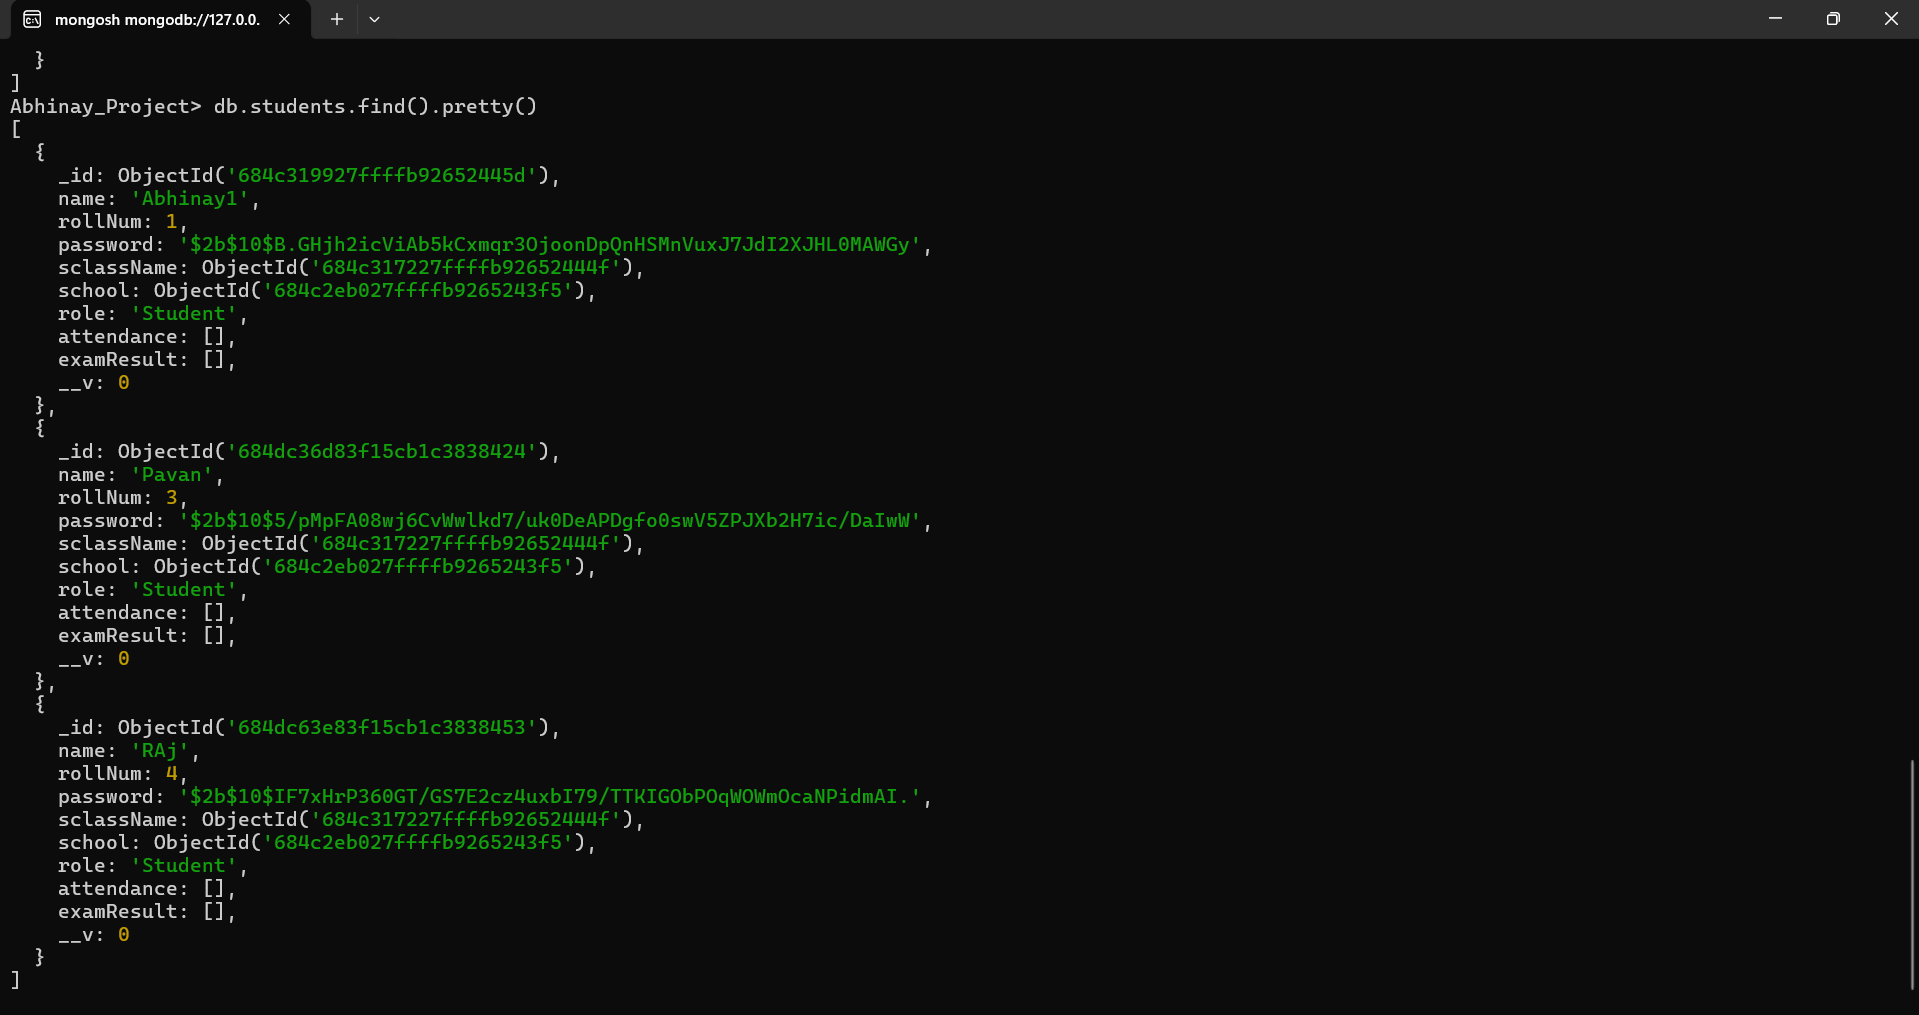 mongosh mongodb://127.0.0.
  }
]
Abhinay_Project> db.students.find().pretty()
[
  {
    _id: ObjectId('684c319927ffffb92652445d'),
    name: 'Abhinay1',
    rollNum: 1,
    password: '$2b$10$B.GHjh2icViAb5kCxmqr3OjoonDpQnHSMnVuxJ7JdI2XJHL0MAWGy',
    sclassName: ObjectId('684c317227ffffb92652444f'),
    school: ObjectId('684c2eb027ffffb9265243f5'),
    role: 'Student',
    attendance: [],
    examResult: [],
    __v: 0
  },
  {
    _id: ObjectId('684dc36d83f15cb1c3838424'),
    name: 'Pavan',
    rollNum: 3,
    password: '$2b$10$5/pMpFA08wj6CvWwlkd7/uk0DeAPDgfo0swV5ZPJXb2H7ic/DaIwW',
    sclassName: ObjectId('684c317227ffffb92652444f'),
    school: ObjectId('684c2eb027ffffb9265243f5'),
    role: 'Student',
    attendance: [],
    examResult: [],
    __v: 0
  },
  {
    _id: ObjectId('684dc63e83f15cb1c3838453'),
    name: 'RAj',
    rollNum: 4,
    password: '$2b$10$IF7xHrP360GT/GS7E2cz4uxbI79/TTKIGObPOqWOWmOcaNPidmAI.',
    sclassName: ObjectId('684c317227ffffb92652444f'),
    school: ObjectId('684c2eb027ffffb9265243f5'),
    role: 'Student',
    attendance: [],
    examResult: [],
    __v: 0
  }
]